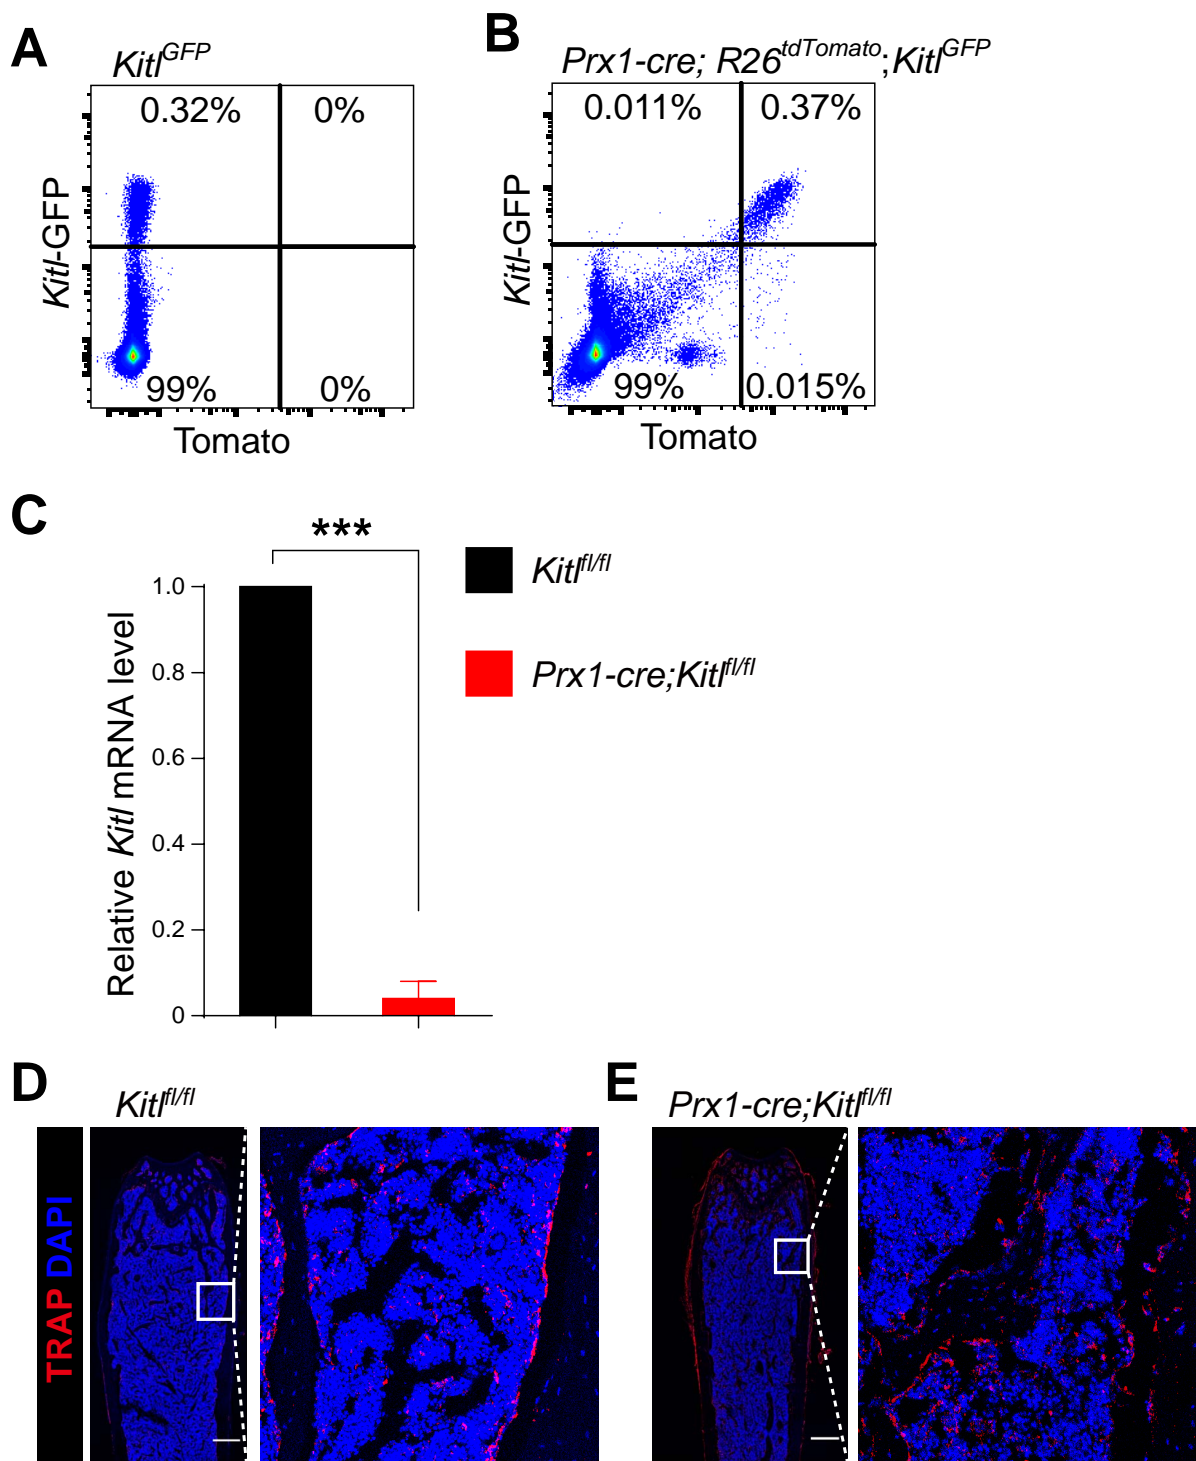 A
Kitl^GFP
0.32%
0%
Kitl-GFP
99%
0%
Tomato
B
Prx1-cre; R26^tdTomato;Kitl^GFP
0.011%
0.37%
Kitl-GFP
99%
0.015%
Tomato
C
***
Kitl^fl/fl
Prx1-cre;Kitl^fl/fl
Relative Kitl mRNA level
1.0
0.8
0.6
0.4
0.2
0
D
Kitl^fl/fl
TRAP DAPI
E
Prx1-cre;Kitl^fl/fl